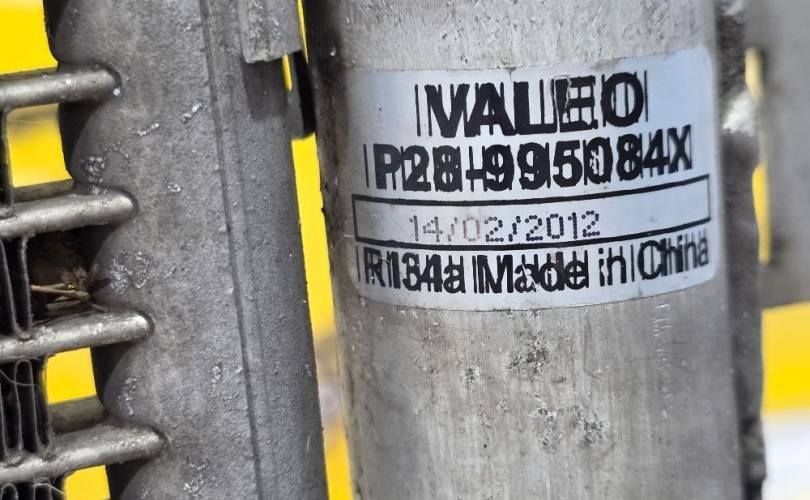 VALEO
P28-995084X
14/02/2012
R134a Made in China